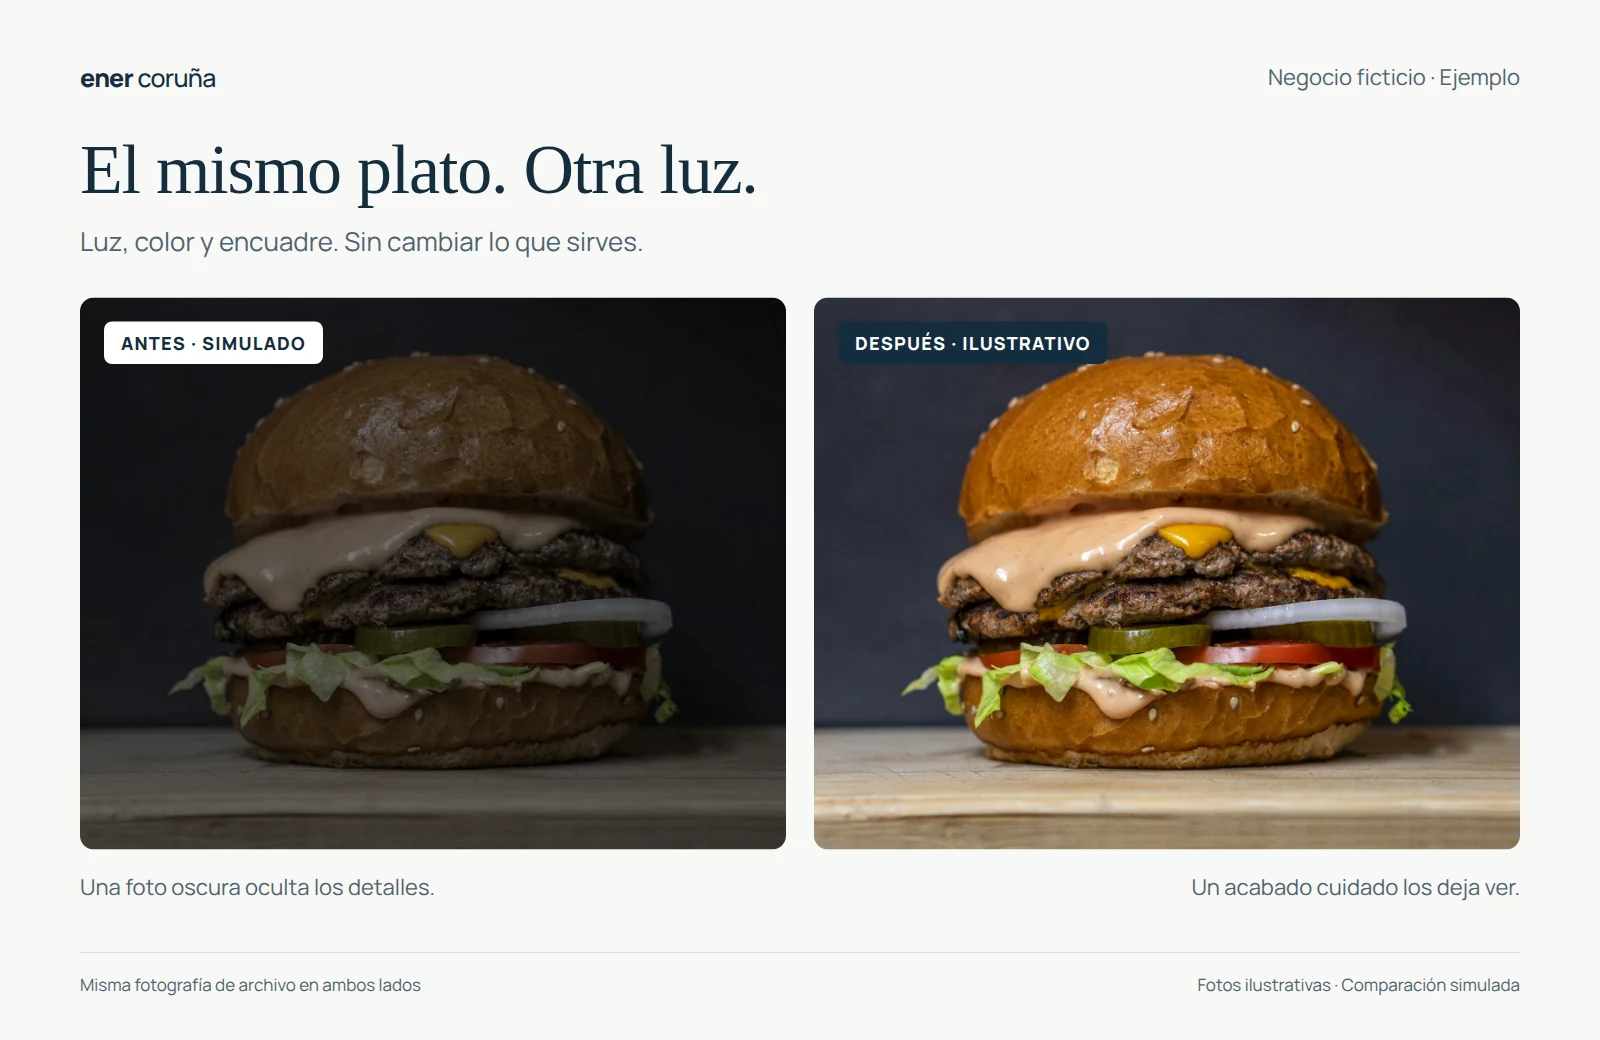 ener coruña
Negocio ficticio · Ejemplo
El mismo plato. Otra luz.
Luz, color y encuadre. Sin cambiar lo que sirves.
ANTES · SIMULADO
DESPUÉS · ILUSTRATIVO
Una foto oscura oculta los detalles.
Un acabado cuidado los deja ver.
Misma fotografía de archivo en ambos lados
Fotos ilustrativas · Comparación simulada